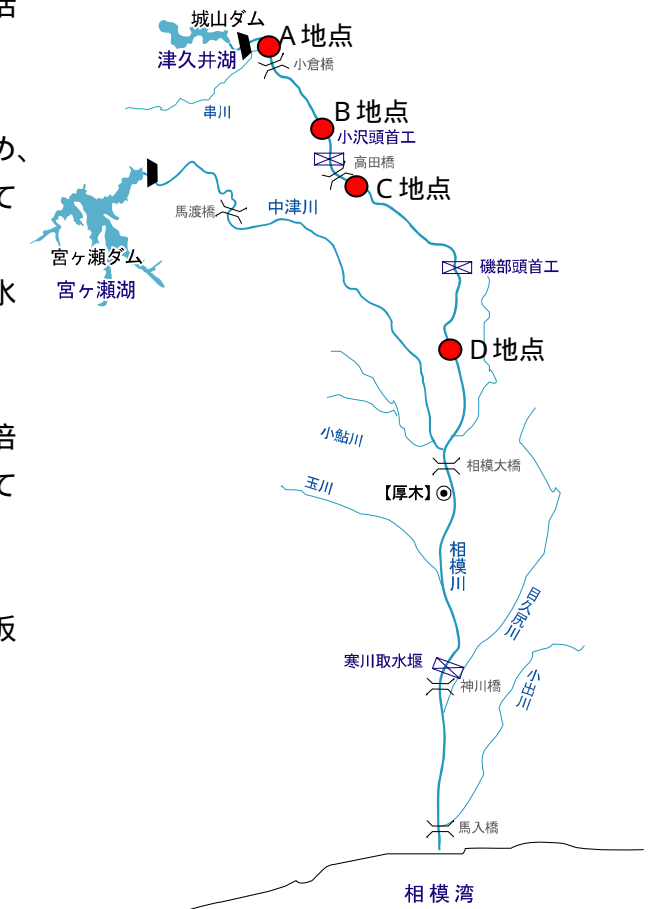 城山ダム
A 地点
津久井湖
小倉橋
串川
B 地点
小沢頭首工
め、
高田橋
C 地点
て
馬渡橋
中津川
宮ヶ瀬ダム
磯部頭首工
宮ヶ瀬湖
D 地点
小鮎川
倍
相模大橋
玉川
【厚木】
て
相模川
目久尻川
寒川取水堰
神川橋
小出川
馬入橋
相模湾